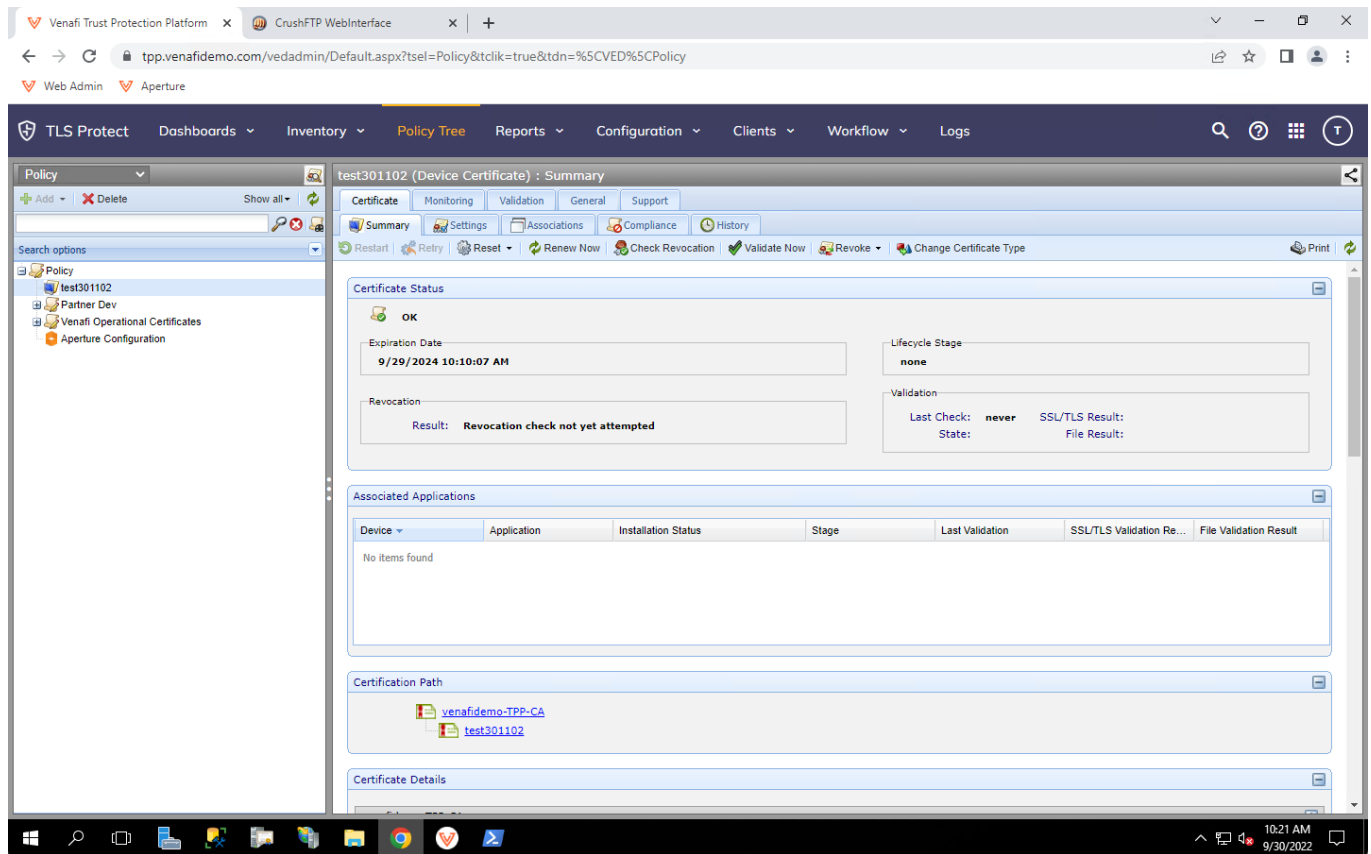 Venafi Trust Protection Platform
CrushFTP WebInterface
tpp.venafidemo.com/vedadmin/Default.aspx?tsel=Policy&tclik=true&tdn=%5CVED%5CPolicy
Web Admin Aperture
TLS Protect Dashboards Inventory Policy Tree Reports Configuration Clients Workflow Logs T
Policy
Add Delete Show all
Search options
Policy
test301102
Partner Dev
Venafi Operational Certificates
Aperture Configuration
test301102 (Device Certificate) : Summary
Certificate Monitoring Validation General Support
Summary Settings Associations Compliance History
Restart Retry Reset Renew Now Check Revocation Validate Now Revoke Change Certificate Type Print
Certificate Status
OK
Expiration Date
9/29/2024 10:10:07 AM
Lifecycle Stage
none
Revocation
Result: Revocation check not yet attempted
Validation
Last Check: never SSL/TLS Result:
State: File Result:
Associated Applications
Device Application Installation Status Stage Last Validation SSL/TLS Validation Re... File Validation Result
No items found
Certification Path
venafidemo-TPP-CA
test301102
Certificate Details
10:21 AM
9/30/2022